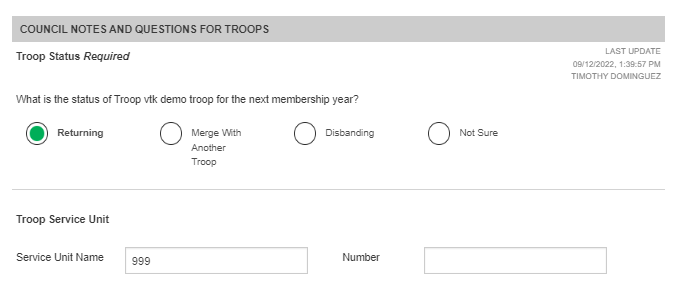 COUNCIL NOTES AND QUESTIONS FOR TROOPS
Troop Status Required
LAST UPDATE
09/12/2022, 1:39:57 PM
TIMOTHY DOMINGUEZ
What is the status of Troop vtk demo troop for the next membership year?
Returning
Merge With
Another
Troop
Disbanding
Not Sure
Troop Service Unit
Service Unit Name
999
Number